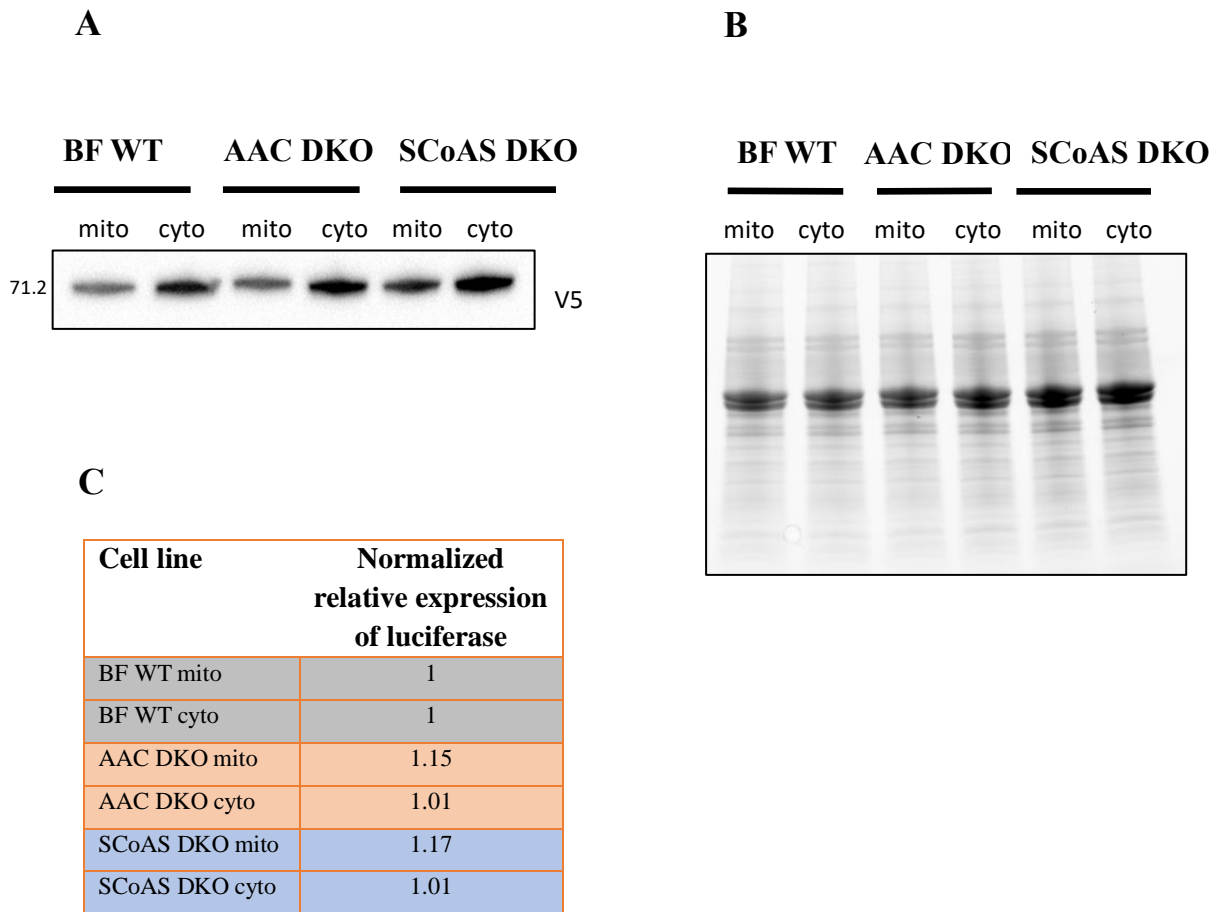 A
BF WT AAC DKO SCoAS DKO
mito cyto mito cyto mito cyto
71.2
V5
B
BF WT AAC DKO SCoAS DKO
mito cyto mito cyto mito cyto
C
Cell line Normalized relative expression of luciferase
BF WT mito 1
BF WT cyto 1
AAC DKO mito 1.15
AAC DKO cyto 1.01
SCoAS DKO mito 1.17
SCoAS DKO cyto 1.01